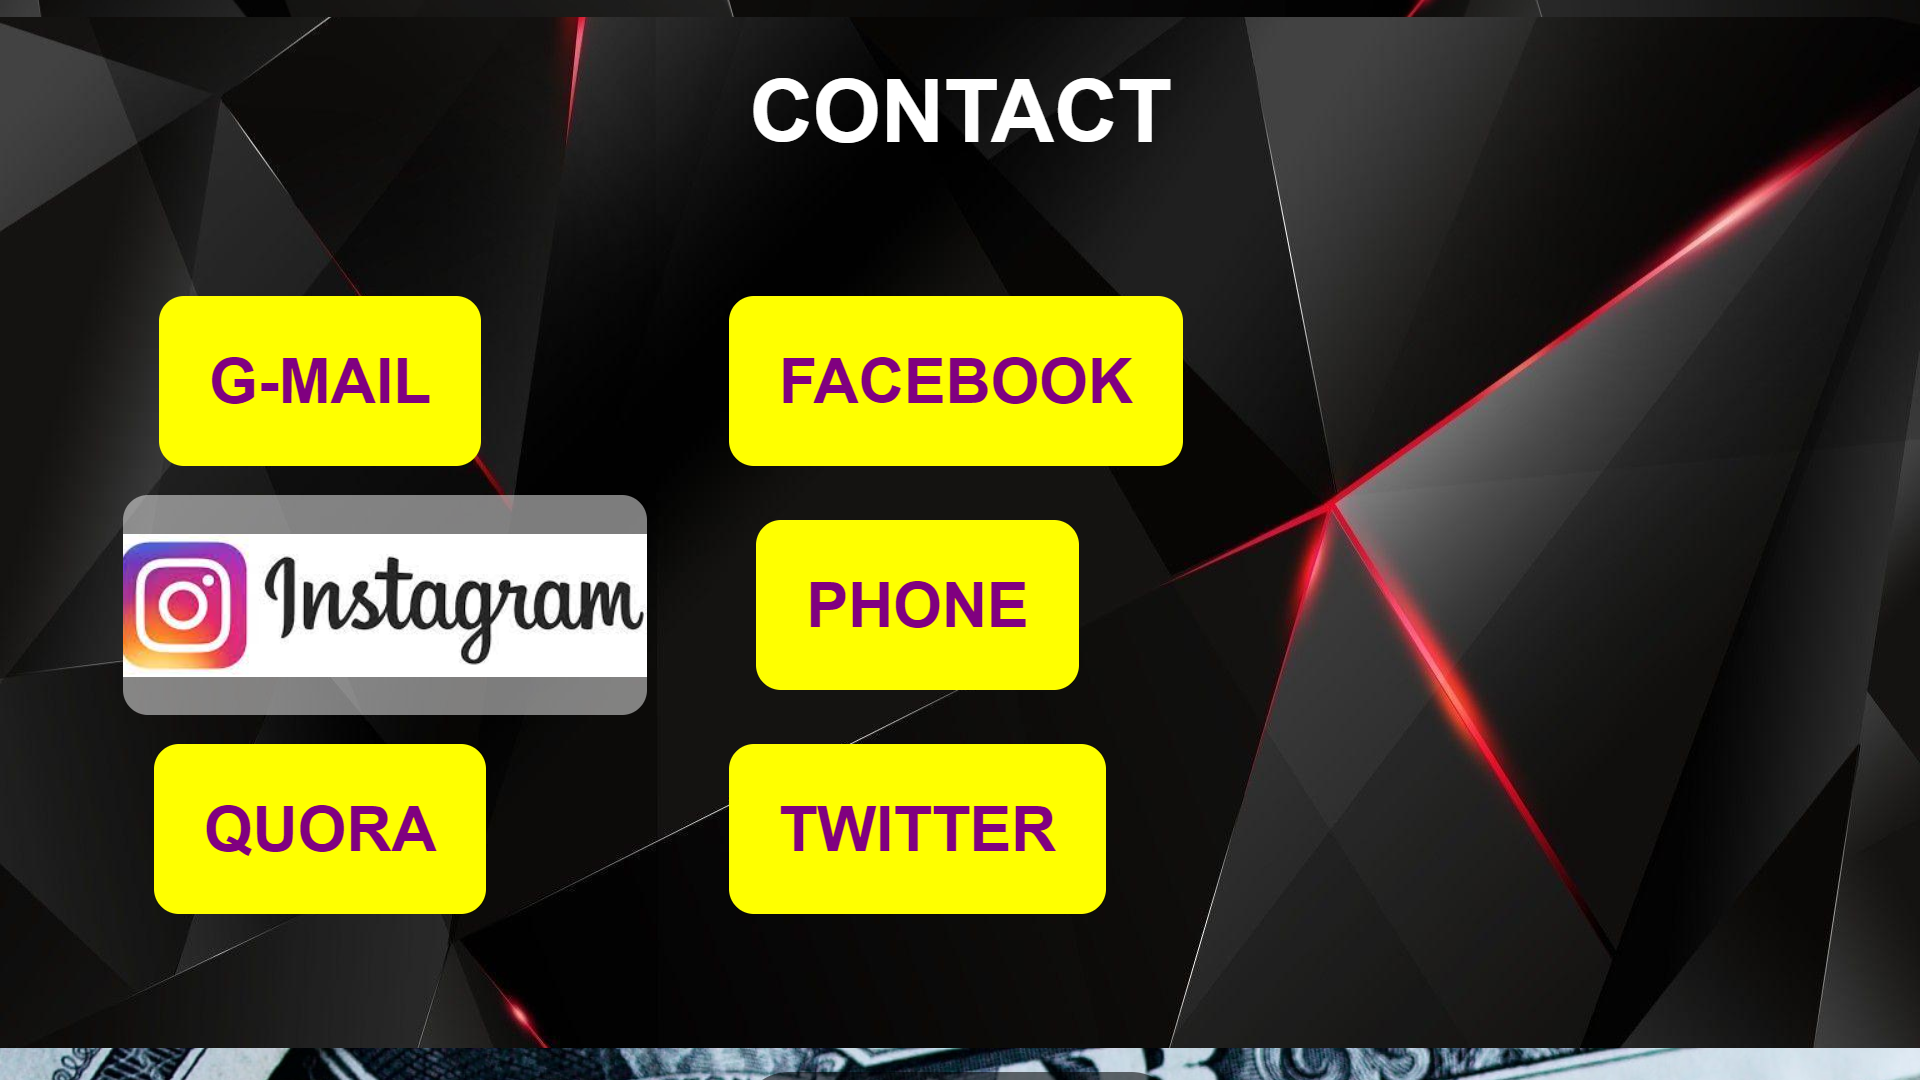 CONTACT
G-MAIL
FACEBOOK
Instagram
PHONE
QUORA
TWITTER